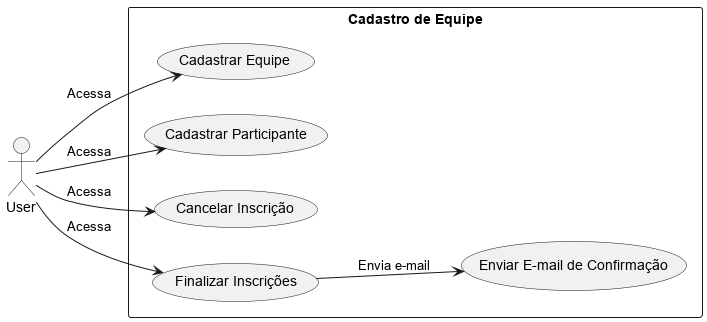 Cadastro de Equipe
Cadastrar Equipe
Acessa
Cadastrar Participante
Acessa
Acessa
Cancelar Inscrição
User
Acessa
Envia e-mail
Enviar E-mail de Confirmação
Finalizar Inscrições